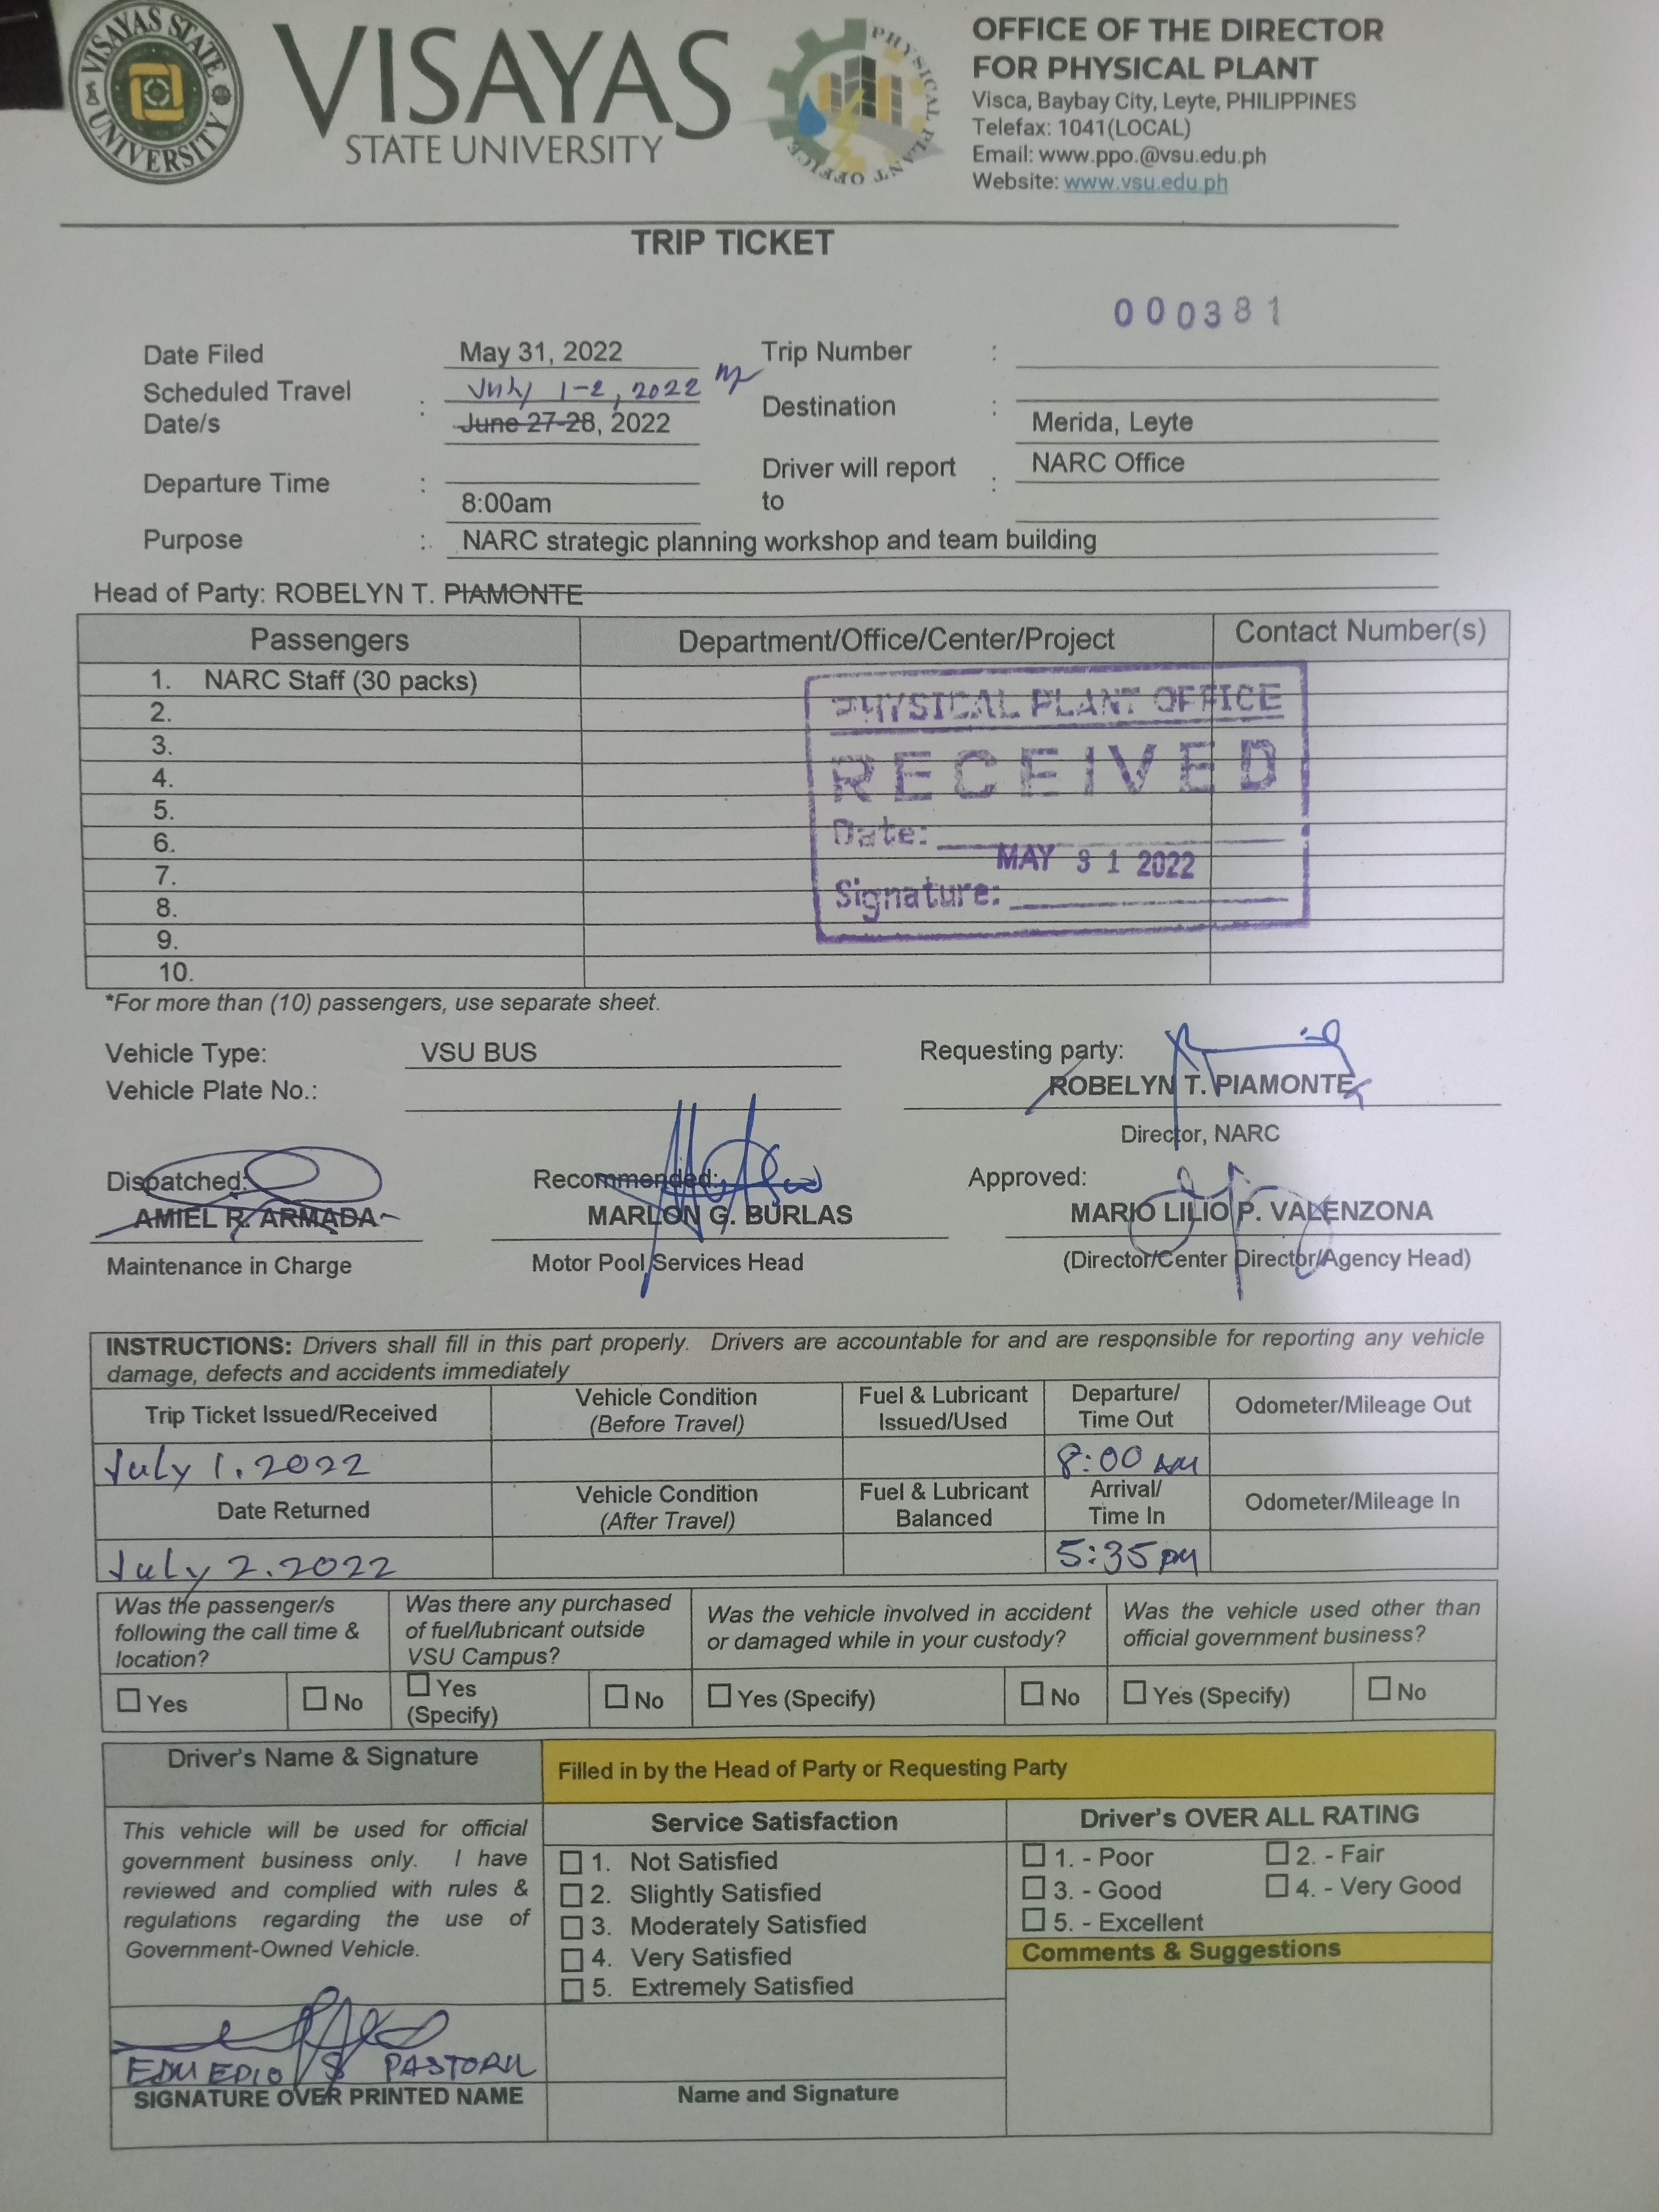 VISAYAS STATE UNIVERSITY
VISAYAS
STATE UNIVERSITY
PHYSICAL PLANT OFFICE
OFFICE OF THE DIRECTOR
FOR PHYSICAL PLANT
Visca, Baybay City, Leyte, PHILIPPINES
Telefax: 1041(LOCAL)
Email: www.ppo.@vsu.edu.ph
Website: www.vsu.edu.ph
TRIP TICKET
000381
Date Filed May 31, 2022 Trip Number :
Scheduled Travel Date/s : July 1-2, 2022
June 27-28, 2022
Destination : Merida, Leyte
Departure Time : 8:00am
Driver will report to : NARC Office
Purpose : NARC strategic planning workshop and team building
Head of Party: ROBELYN T. PIAMONTE
Passengers Department/Office/Center/Project Contact Number(s)
1. NARC Staff (30 packs)
2.
3.
4.
5.
6.
7.
8.
9.
10.
PHYSICAL PLANT OFFICE
RECEIVED
Date: MAY 31 2022
Signature:
*For more than (10) passengers, use separate sheet.
Vehicle Type: VSU BUS
Vehicle Plate No.:
Requesting party:
ROBELYN T. PIAMONTE
Director, NARC
Dispatched:
AMIEL R. ARMADA
Maintenance in Charge
Recommended:
MARLON G. BURLAS
Motor Pool Services Head
Approved:
MARIO LILIO P. VALENZONA
(Director/Center Director/Agency Head)
INSTRUCTIONS: Drivers shall fill in this part properly. Drivers are accountable for and are responsible for reporting any vehicle
damage, defects and accidents immediately
Trip Ticket Issued/Received Vehicle Condition (Before Travel) Fuel & Lubricant Issued/Used Departure/ Time Out Odometer/Mileage Out
July 1.2022 8:00 AM
Date Returned Vehicle Condition (After Travel) Fuel & Lubricant Balanced Arrival/ Time In Odometer/Mileage In
July 2.2022 5:35 PM
Was the passenger/s
following the call time &
location?
Was there any purchased
of fuel/lubricant outside
VSU Campus?
Was the vehicle involved in accident
or damaged while in your custody?
Was the vehicle used other than
official government business?
☐ Yes ☐ No ☐ Yes (Specify) ☐ No ☐ Yes (Specify) ☐ No ☐ Yes (Specify) ☐ No
Driver's Name & Signature
Filled in by the Head of Party or Requesting Party
This vehicle will be used for official
government business only. I have
reviewed and complied with rules &
regulations regarding the use of
Government-Owned Vehicle.
Service Satisfaction
☐ 1. Not Satisfied
☐ 2. Slightly Satisfied
☐ 3. Moderately Satisfied
☐ 4. Very Satisfied
☐ 5. Extremely Satisfied
Driver's OVER ALL RATING
☐ 1. - Poor ☐ 2. - Fair
☐ 3. - Good ☐ 4. - Very Good
☐ 5. - Excellent
Comments & Suggestions
PASTORIL
SIGNATURE OVER PRINTED NAME
Name and Signature